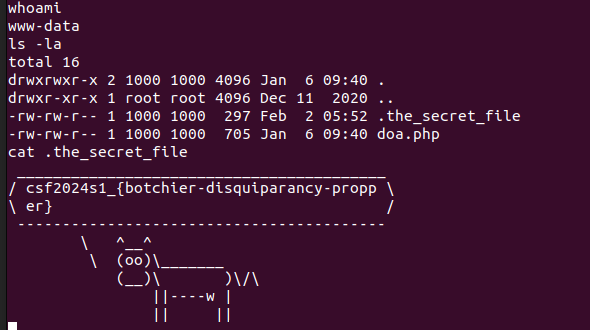 whoami
www-data
ls -la
total 16
drwxrwxr-x 2 1000 1000 4096 Jan  6 09:40 .
drwxr-xr-x 1 root root 4096 Dec 11  2020 ..
-rw-rw-r-- 1 1000 1000  297 Feb  2 05:52 .the_secret_file
-rw-rw-r-- 1 1000 1000  705 Jan  6 09:40 doa.php
cat .the_secret_file
 _________________________________________
/ csf2024s1_{botchier-disquiparancy-propp \
\ er}                                     /
 -----------------------------------------
        \   ^__^
         \  (oo)\_______
            (__)\       )\/\
                ||----w |
                ||     ||